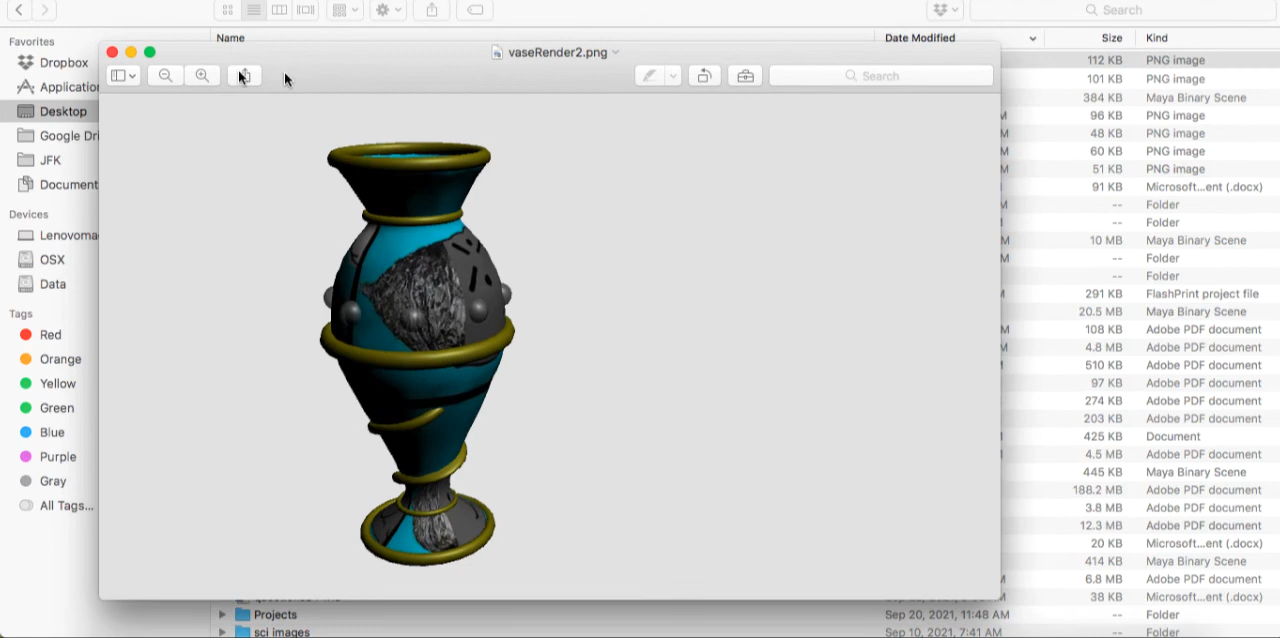 Search
Favorites
Name
Date Modified
Size
Kind
vaseRender2.png
Search
Dropbox
Applicatio
Desktop
Google Dri
JFK
Document
Devices
Lenovoma
OSX
Data
Tags
Red
Orange
Yellow
Green
Blue
Purple
Gray
All Tags...
112 KB PNG image
101 KB PNG image
384 KB Maya Binary Scene
96 KB PNG image
48 KB PNG image
60 KB PNG image
51 KB PNG image
91 KB Microsoft...ent (.docx)
-- Folder
-- Folder
10 MB Maya Binary Scene
-- Folder
-- Folder
291 KB FlashPrint project file
20.5 MB Maya Binary Scene
108 KB Adobe PDF document
4.8 MB Adobe PDF document
510 KB Adobe PDF document
97 KB Adobe PDF document
274 KB Adobe PDF document
203 KB Adobe PDF document
425 KB Document
4.5 MB Adobe PDF document
445 KB Maya Binary Scene
188.2 MB Adobe PDF document
3.8 MB Adobe PDF document
12.3 MB Adobe PDF document
20 KB Microsoft...ent (.docx)
414 KB Maya Binary Scene
6.8 MB Adobe PDF document
38 KB Microsoft...ent (.docx)
Projects Sep 20, 2021, 11:48 AM -- Folder
sci images Sep 10, 2021, 7:41 AM -- Folder